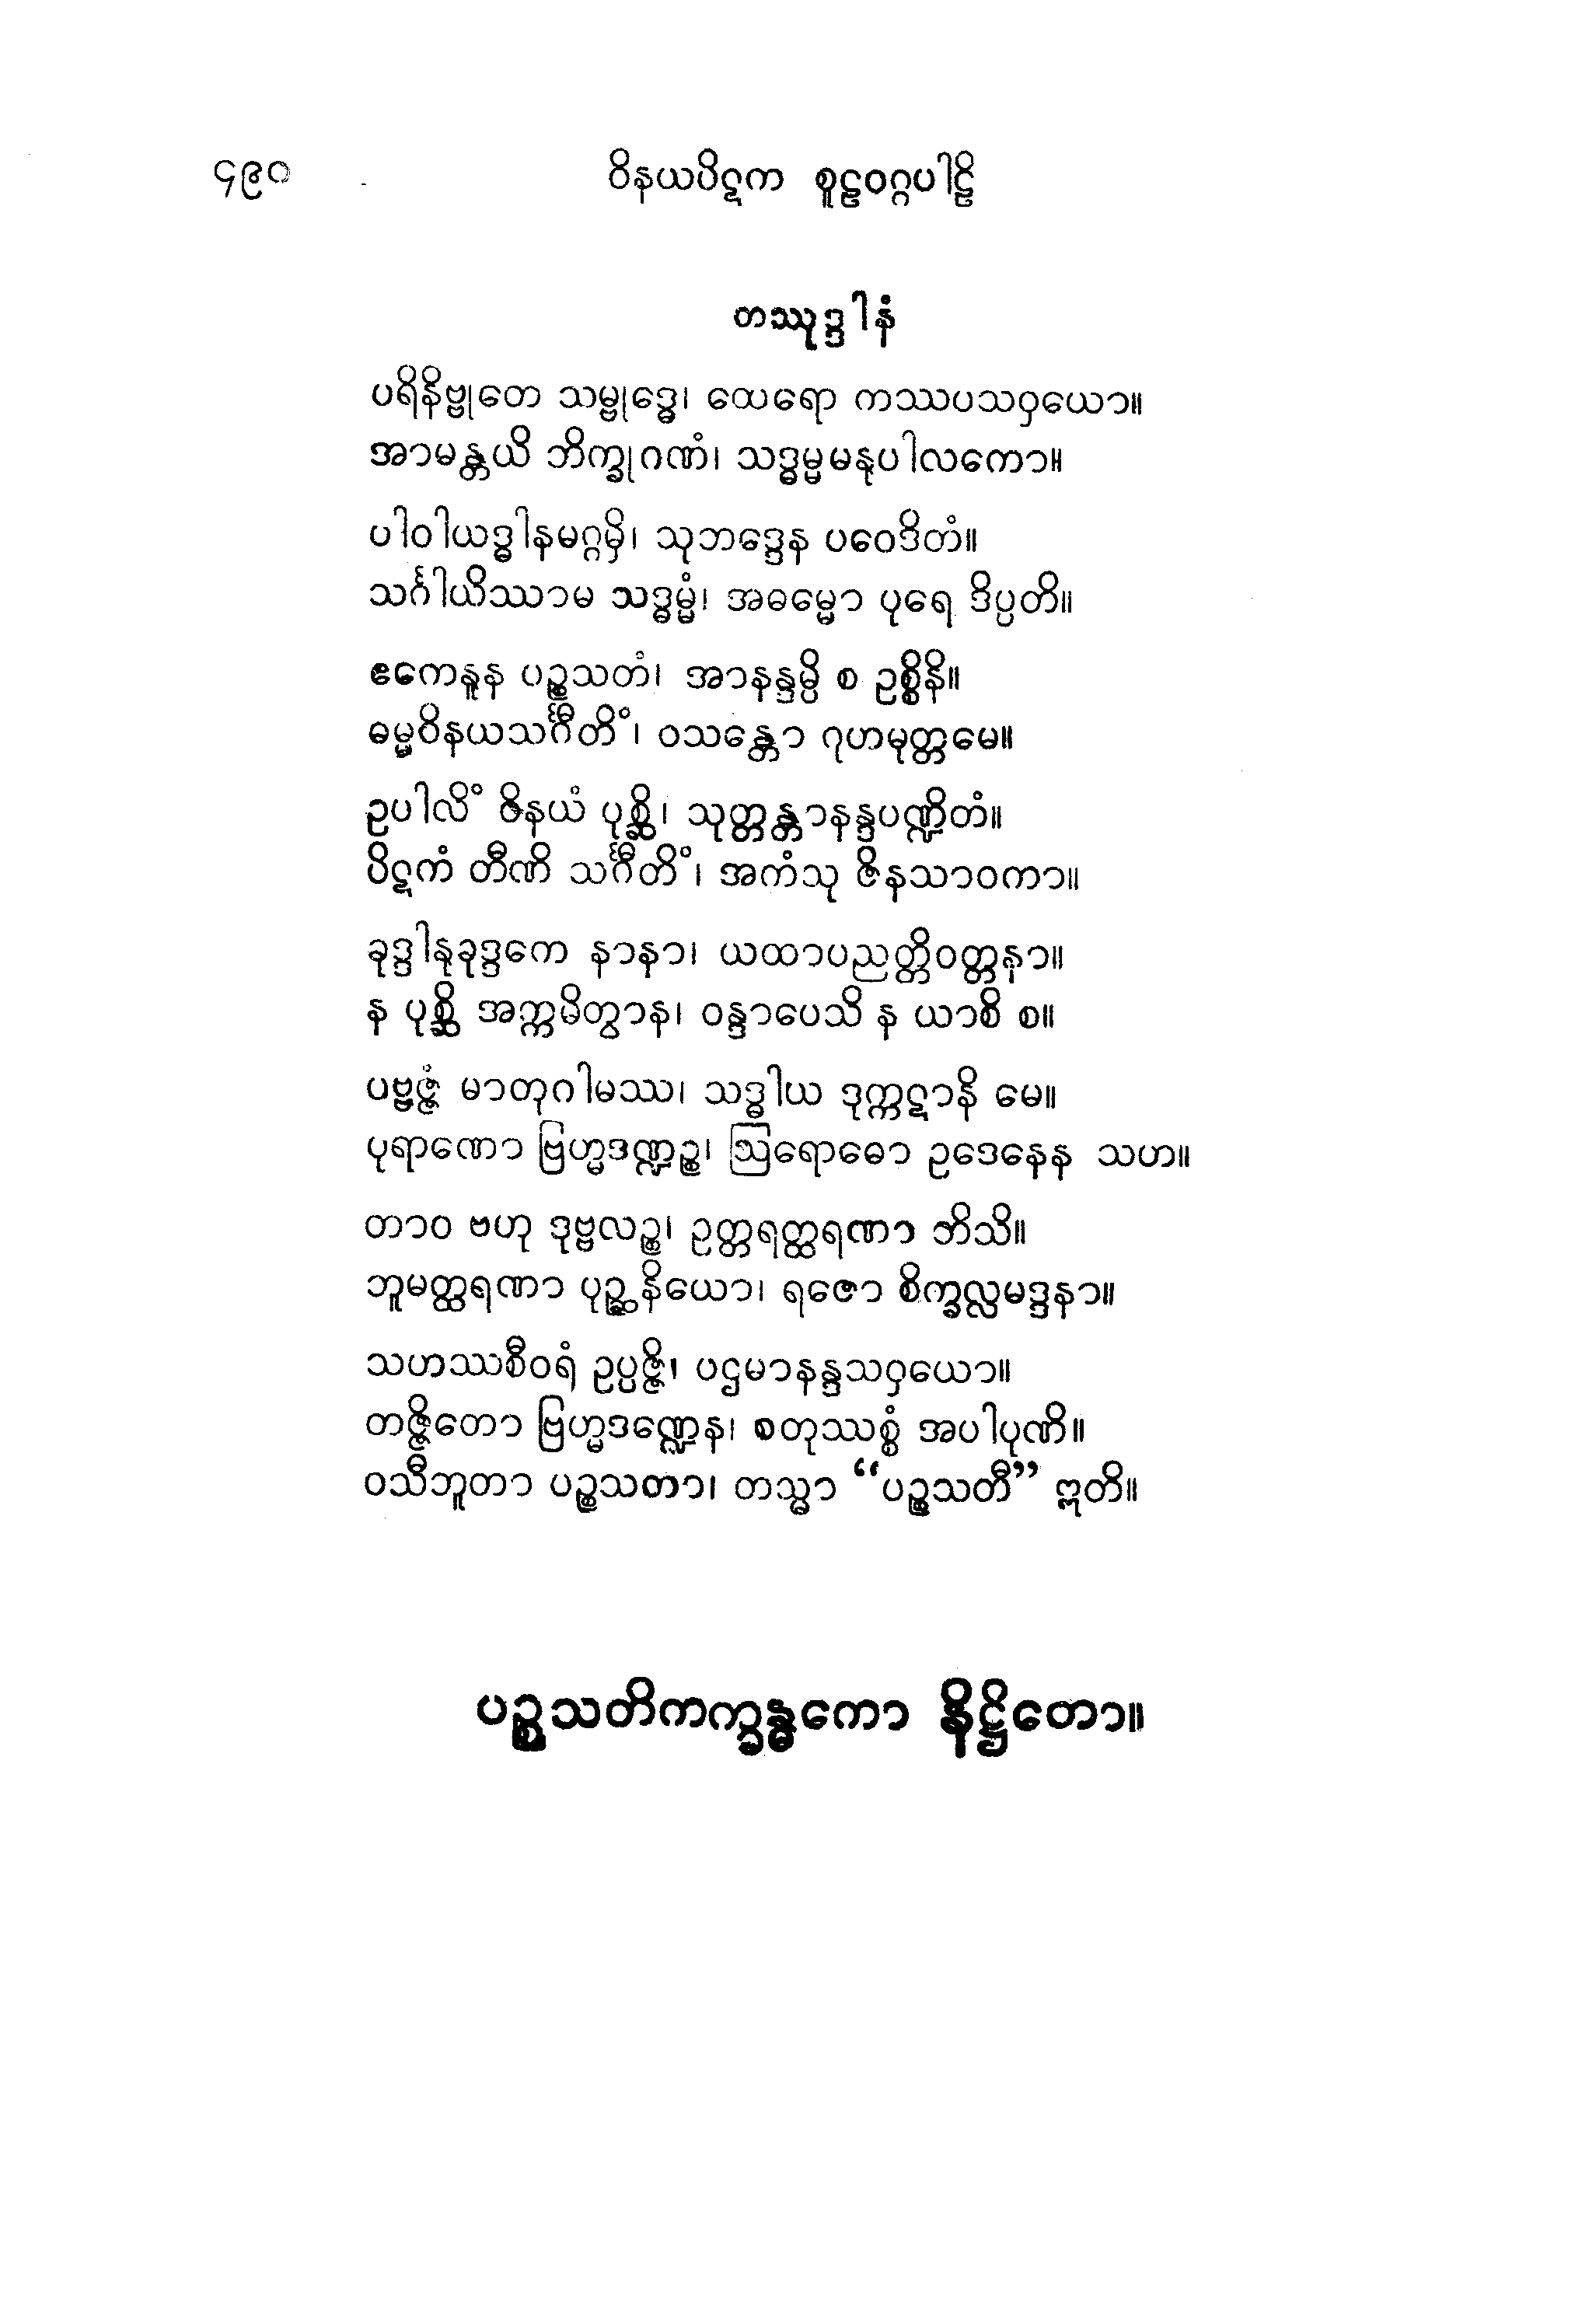 ၄၉၀ ဝိနယပိဋက စူဠဝဂ္ဂပါဠိ
တဿုဒ္ဒါနံ
ပရိနိဗ္ဗုတေ သမ္ဗုဒ္ဓေ၊ ထေရော ကဿပသဝှယော။
အာမန္တယိ ဘိက္ခုဂဏံ၊ သဒ္ဓမ္မမနုပါလကော။
ပါဝါယဒ္ဓါနမဂ္ဂမှိ၊ သုဘဒ္ဒေန ပဝေဒိတံ။
သင်္ဂါယိဿာမ သဒ္ဓမ္မံ၊ အဓမ္မော ပုရေ ဒိပ္ပတိ။
ဧကေနူန ပဉ္စသတံ၊ အာနန္ဒမ္ပိ စ ဥစ္စိနိ။
ဓမ္မဝိနယသင်္ဂီတိံ၊ ဝသန္တော ဂုဟမုတ္တမေ။
ဥပါလိံ ဝိနယံ ပုစ္ဆိ၊ သုတ္တန္တာနန္ဒပဏ္ဍိတံ။
ပိဋကံ တီဏိ သင်္ဂီတိံ၊ အကံသု ဇိနသာဝကာ။
ခုဒ္ဒါနုခုဒ္ဒကေ နာနာ၊ ယထာပညတ္တိဝတ္တနာ။
န ပုစ္ဆိ အက္ကမိတွာန၊ ဝန္ဒာပေသိ န ယာစိ စ။
ပဗ္ဗဇ္ဇံ မာတုဂါမဿ၊ သဒ္ဓါယ ဒုက္ကဋာနိ မေ။
ပုရာဏော ဗြဟ္မဒဏ္ဍဉ္စ၊ ဩရောဓော ဥဒေနေန သဟ။
တာဝ ဗဟု ဒုဗ္ဗလဉ္စ၊ ဥတ္တရတ္ထရဏာ ဘိသိ။
ဘူမတ္ထရဏာ ပုဉ္ဆနိယော၊ ရဇော စိက္ခလ္လမဒ္ဒနာ။
သဟဿစီဝရံ ဥပ္ပဇ္ဇိ၊ ပဌမာနန္ဒသဝှယော။
တဇ္ဇိတော ဗြဟ္မဒဏ္ဍေန၊ စတုဿစ္စံ အပါပုဏိ။
ဝသီဘူတာ ပဉ္စသတာ၊ တသ္မာ “ပဉ္စသတီ” ဣတိ။
ပဉ္စသတိကက္ခန္ဓကော နိဋ္ဌိတော။